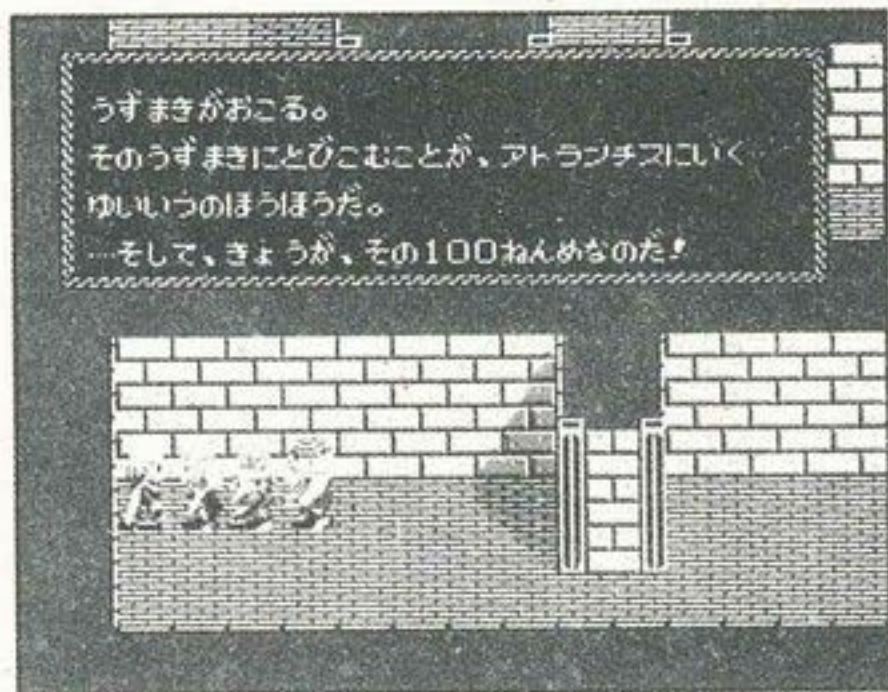 うずまきがおこる。
そのうずまきにとびこむことが、アトランチスにいく
ゆいいつのほうほうだ。
…そして、きょうが、その100ねんめなのだ!